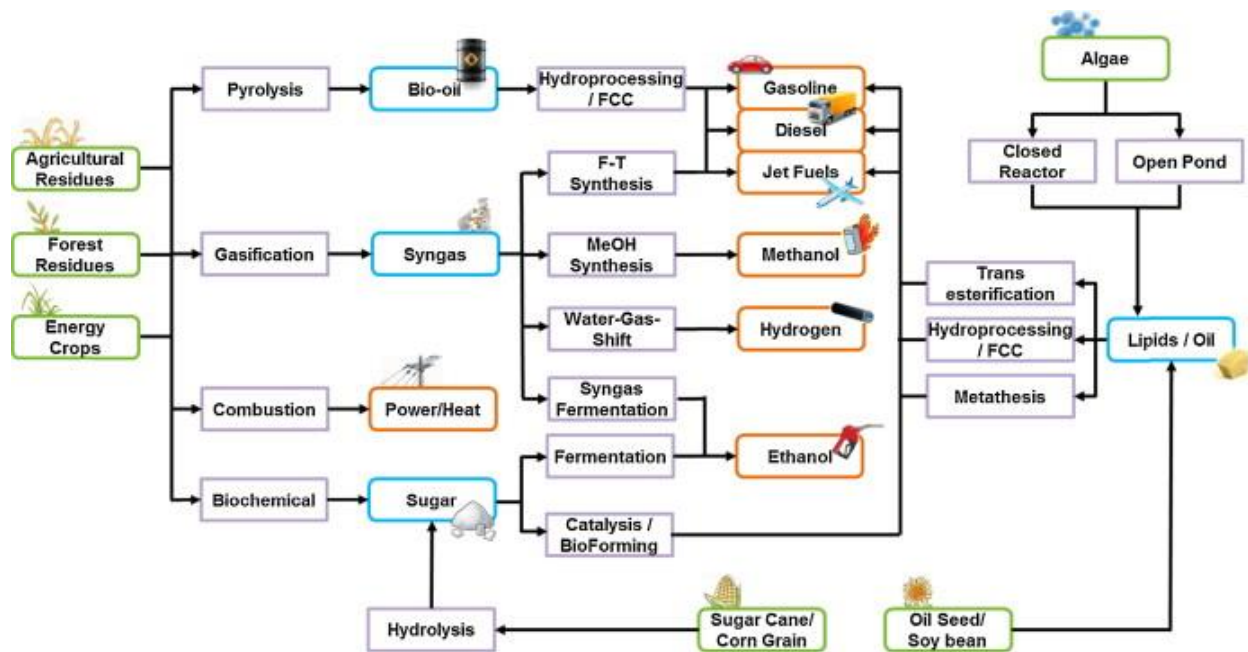 Algae
Pyrolysis
Bio-oil
Hydroprocessing
/ FCC
Gasoline
Diesel
Agricultural
Residues
F-T
Synthesis
Jet Fuels
Closed
Reactor
Open Pond
Forest
Residues
Gasification
Syngas
MeOH
Synthesis
Methanol
Trans
esterification
Energy
Crops
Water-Gas-
Shift
Hydrogen
Hydroprocessing
/ FCC
Lipids / Oil
Combustion
Power/Heat
Syngas
Fermentation
Metathesis
Fermentation
Ethanol
Biochemical
Sugar
Catalysis /
BioForming
Hydrolysis
Sugar Cane/
Corn Grain
Oil Seed/
Soy bean